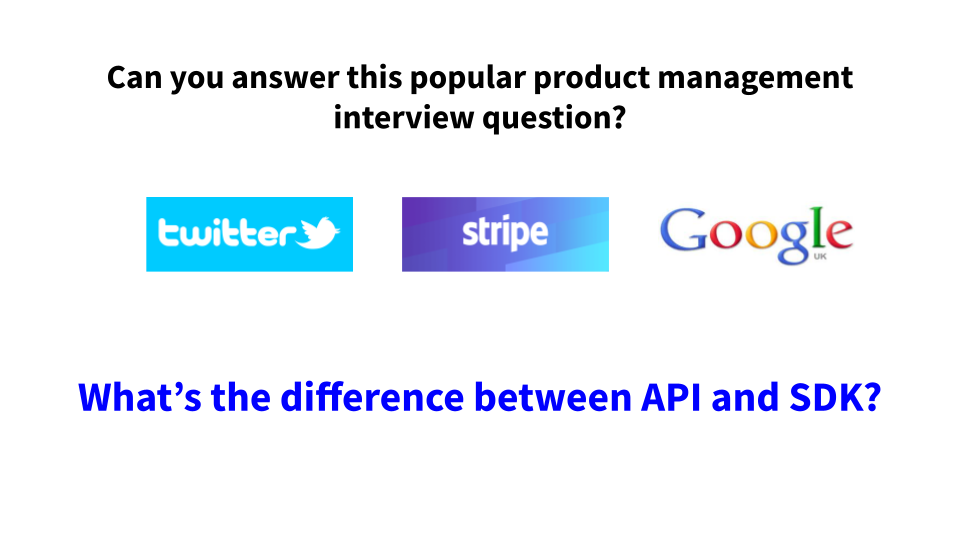 Can you answer this popular product management
interview question?
twitter
stripe
Google
UK
What’s the difference between API and SDK?